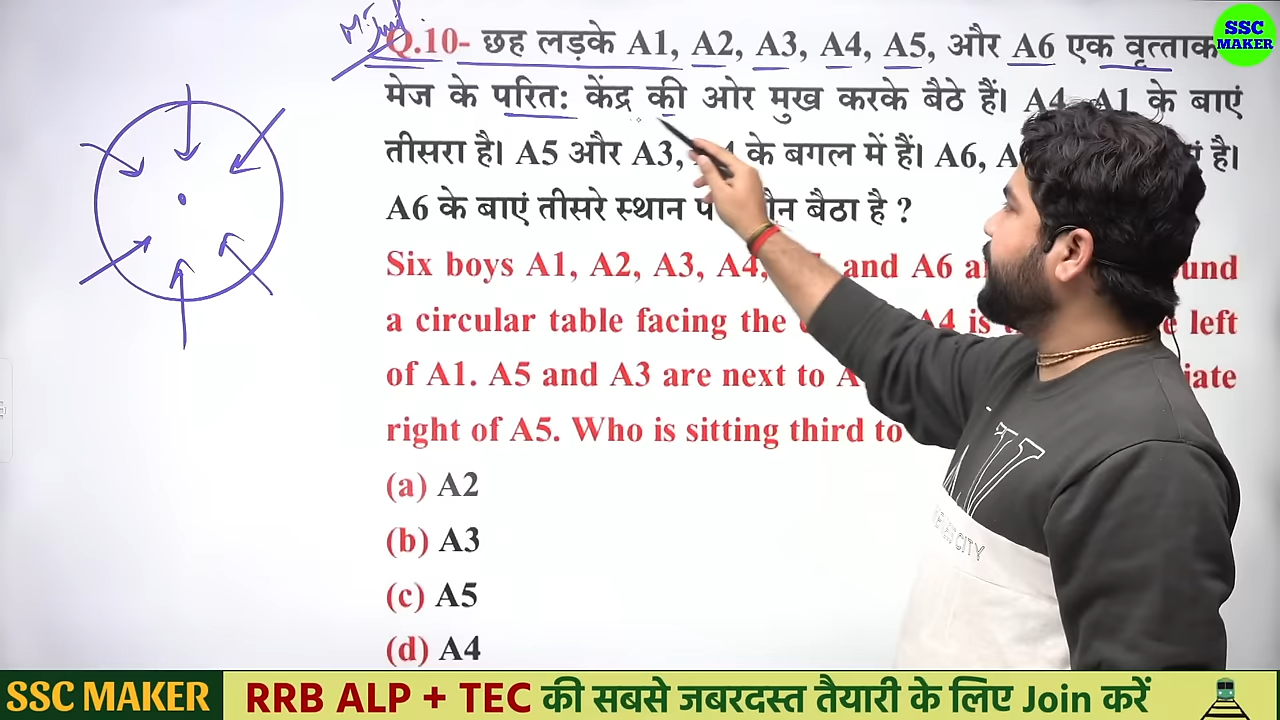 SSC
MAKER
Q.10- छह लड़के A1, A2, A3, A4, A5, और A6 एक
मेज के परित: केंद्र की ओर मुख करके बैठे हैं। A4, A1 के बाएं
तीसरा है। A5 और A3, के बगल में हैं। A6, है।
A6 के बाएं तीसरे स्थान बैठा है ?
Six boys A1, A2, A3, A4, and A6
a circular table facing the A4 is left
of A1. A5 and A3 are next to
right of A5. Who is sitting third to
(a) A2
(b) A3
(c) A5
(d) A4
SSC MAKER RRB ALP + TEC की सबसे जबरदस्त तैयारी के लिए Join करें